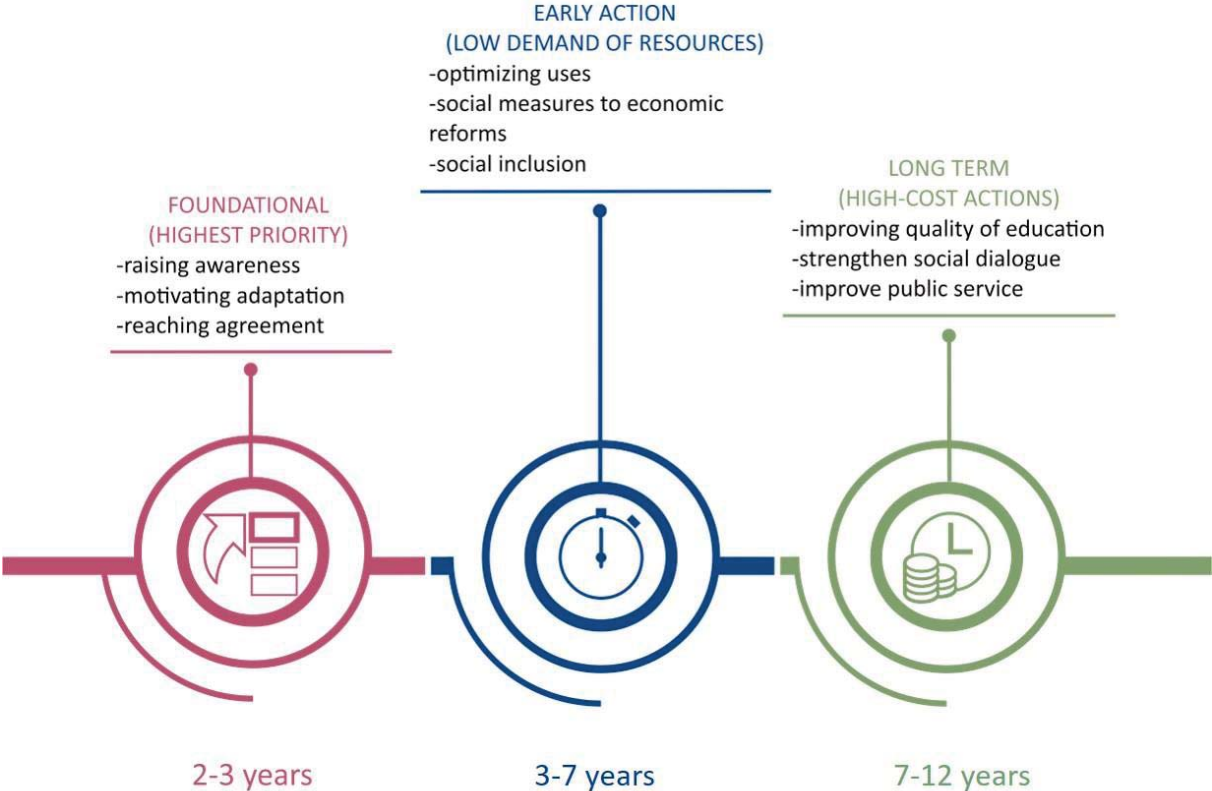 FOUNDATIONAL
(HIGHEST PRIORITY)
-raising awareness
-motivating adaptation
-reaching agreement
EARLY ACTION
(LOW DEMAND OF RESOURCES)
-optimizing uses
-social measures to economic
reforms
-social inclusion
LONG TERM
(HIGH-COST ACTIONS)
-improving quality of education
-strengthen social dialogue
-improve public service
2-3 years
3-7 years
7-12 years